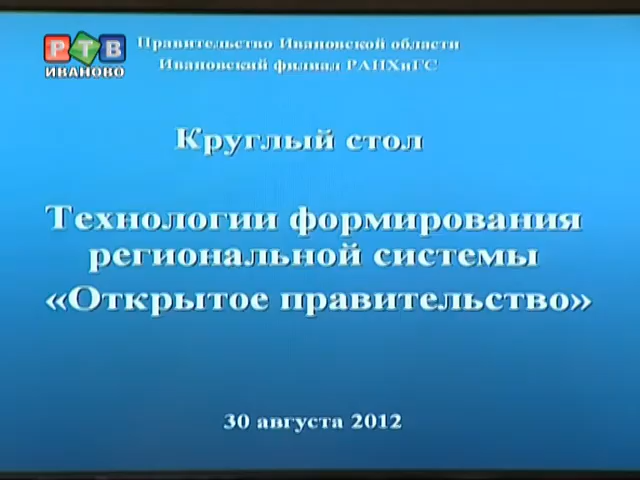 РТВ
ИВАНОВО
Правительство Ивановской области
Ивановский филиал РАНХиГС
Круглый стол
Технологии формирования
региональной системы
«Открытое правительство»
30 августа 2012